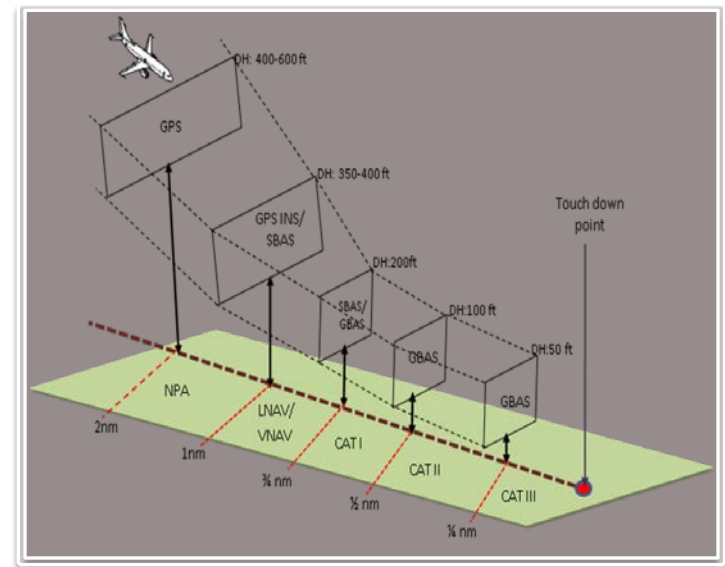 DH: 400-600 ft
GPS
DH: 350-400 ft
GPS INS/
SBAS
Touch down
point
DH:200ft
SBAS/
GBAS
DH:100 ft
GBAS
DH:50 ft
GBAS
NPA
2nm
LNAV/
VNAV
1nm
CAT I
¾ nm
CAT II
½ nm
CAT III
¼ nm